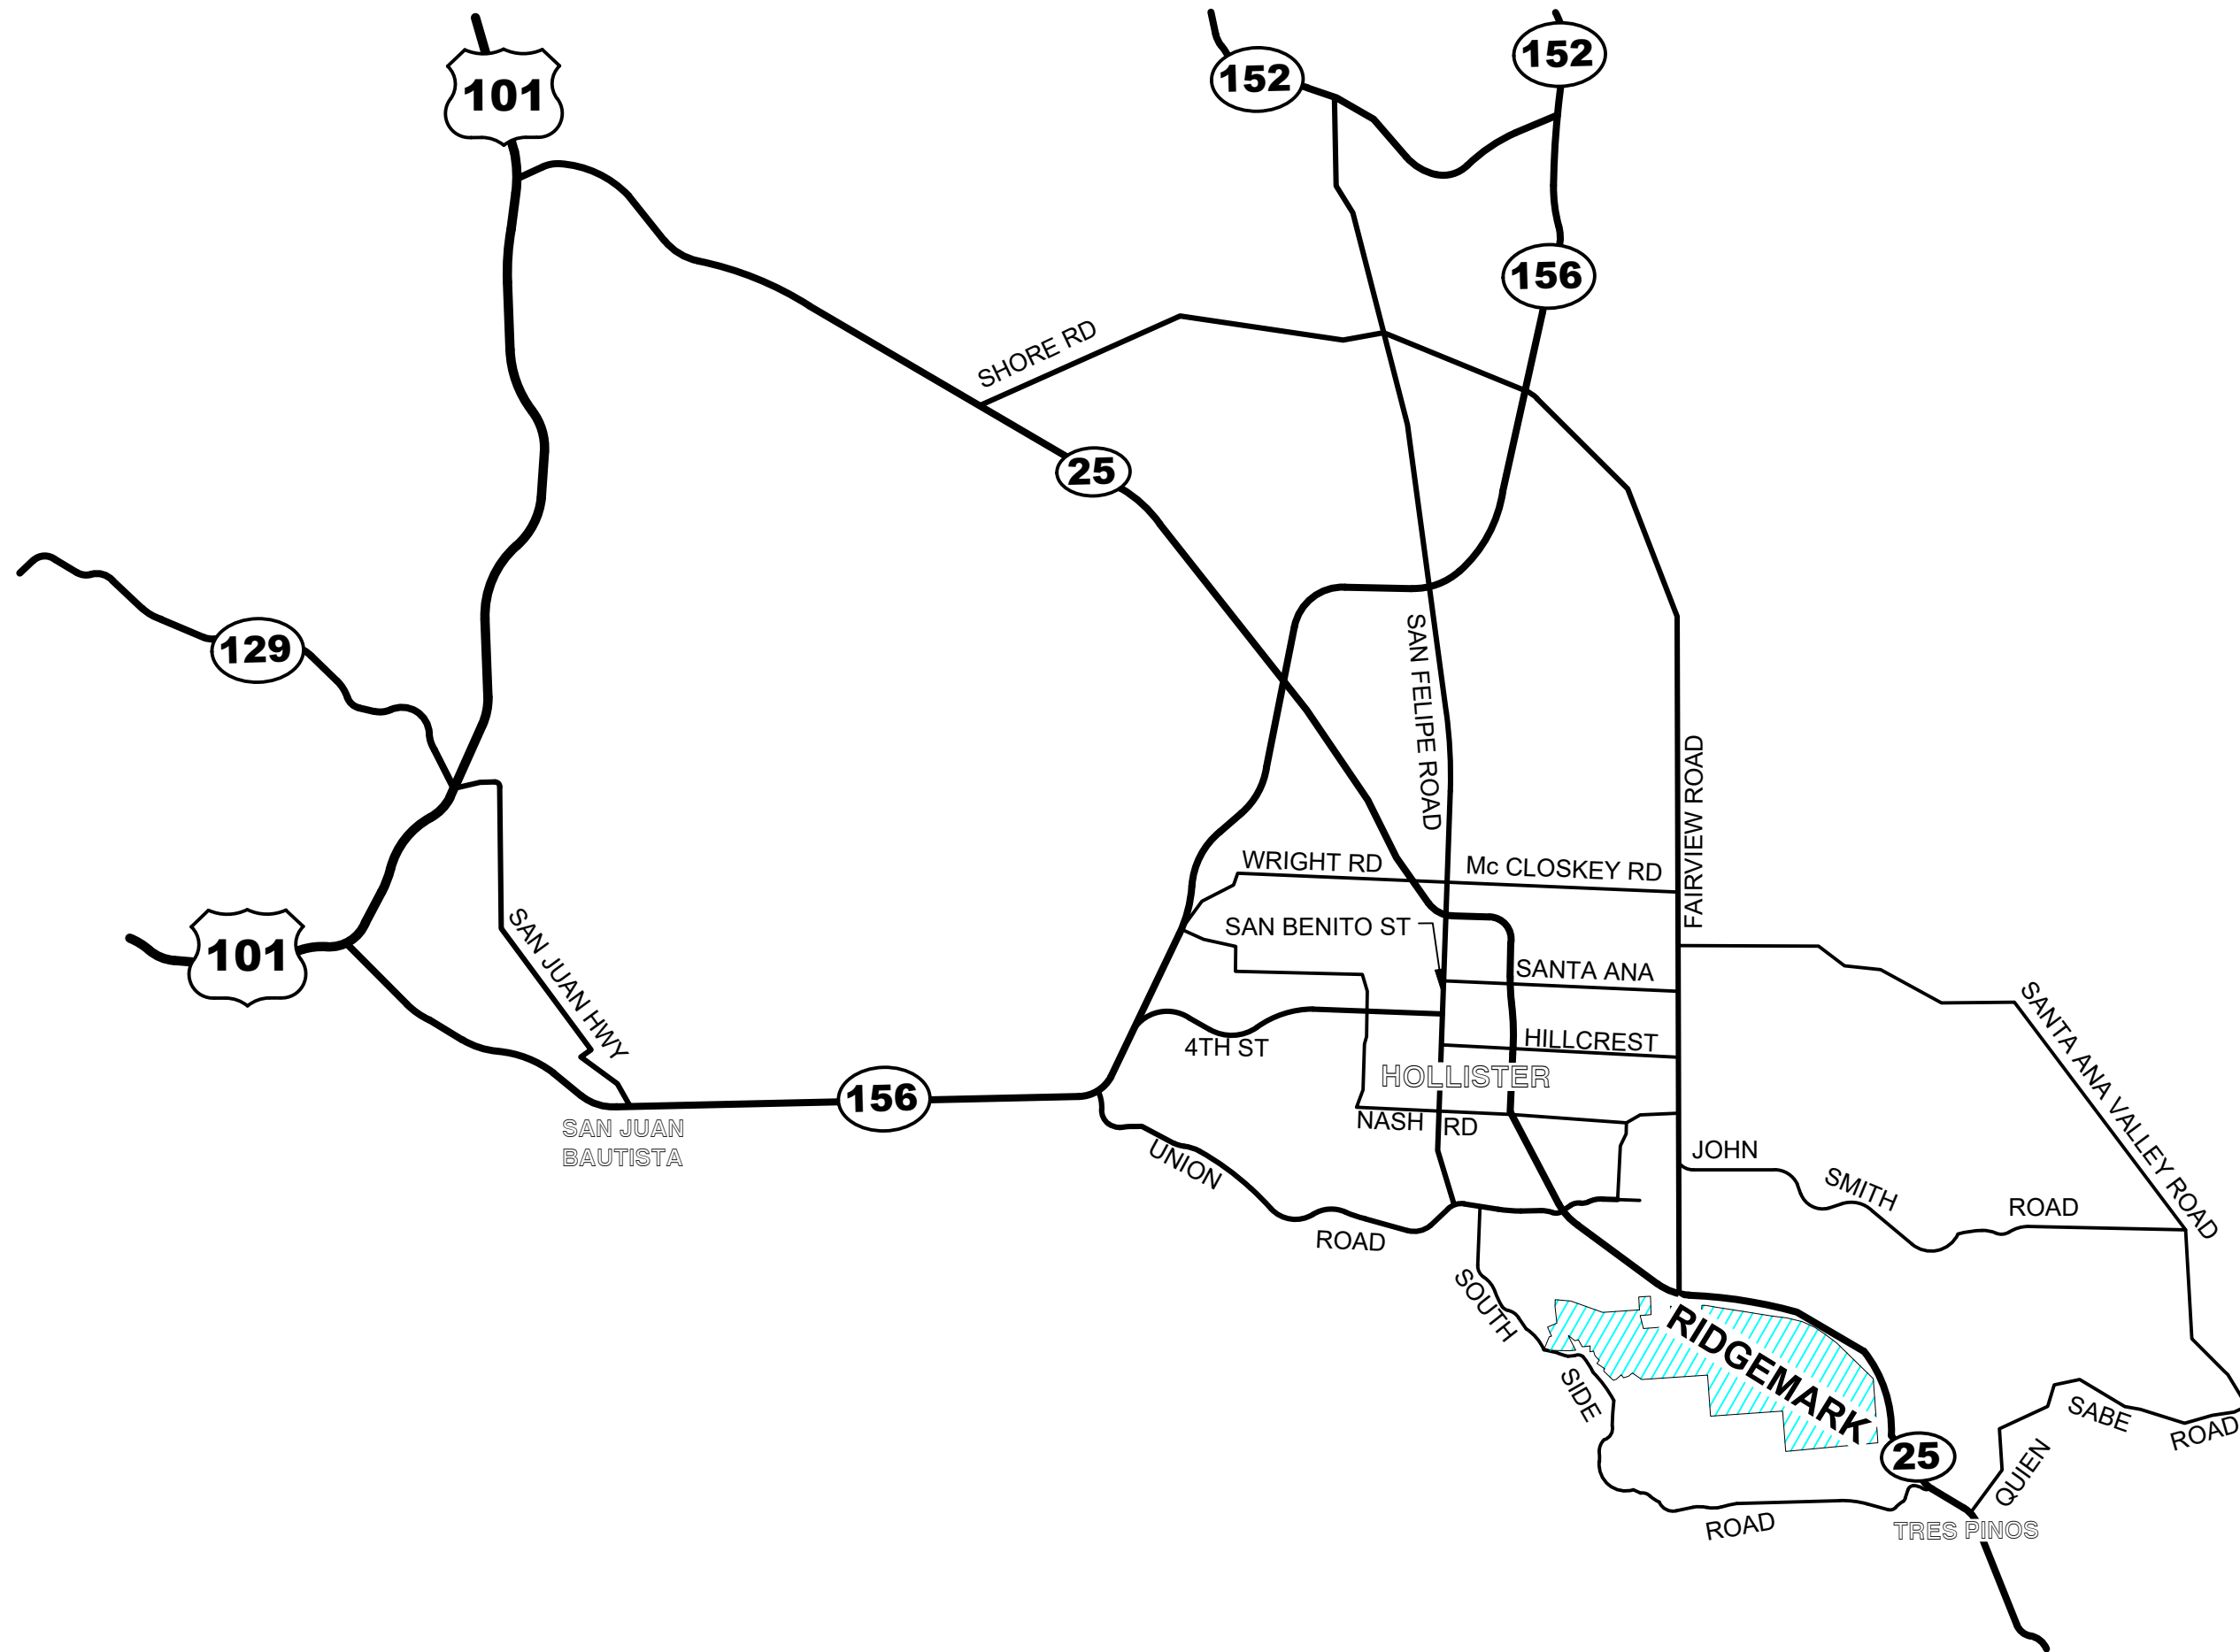 101
152
152
156
SHORE RD
25
129
SAN FELIPE ROAD
FAIRVIEW ROAD
WRIGHT RD
Mc CLOSKEY RD
101
SAN JUAN HWY
SAN BENITO ST
SANTA ANA
SANTA ANA VALLEY ROAD
4TH ST
HILLCREST
HOLLISTER
156
SAN JUAN
BAUTISTA
NASH RD
UNION
ROAD
JOHN
SMITH
ROAD
SOUTH
SIDE
ROAD
RIDGEMARK
25
QUIEN
SABE
ROAD
TRES PINOS